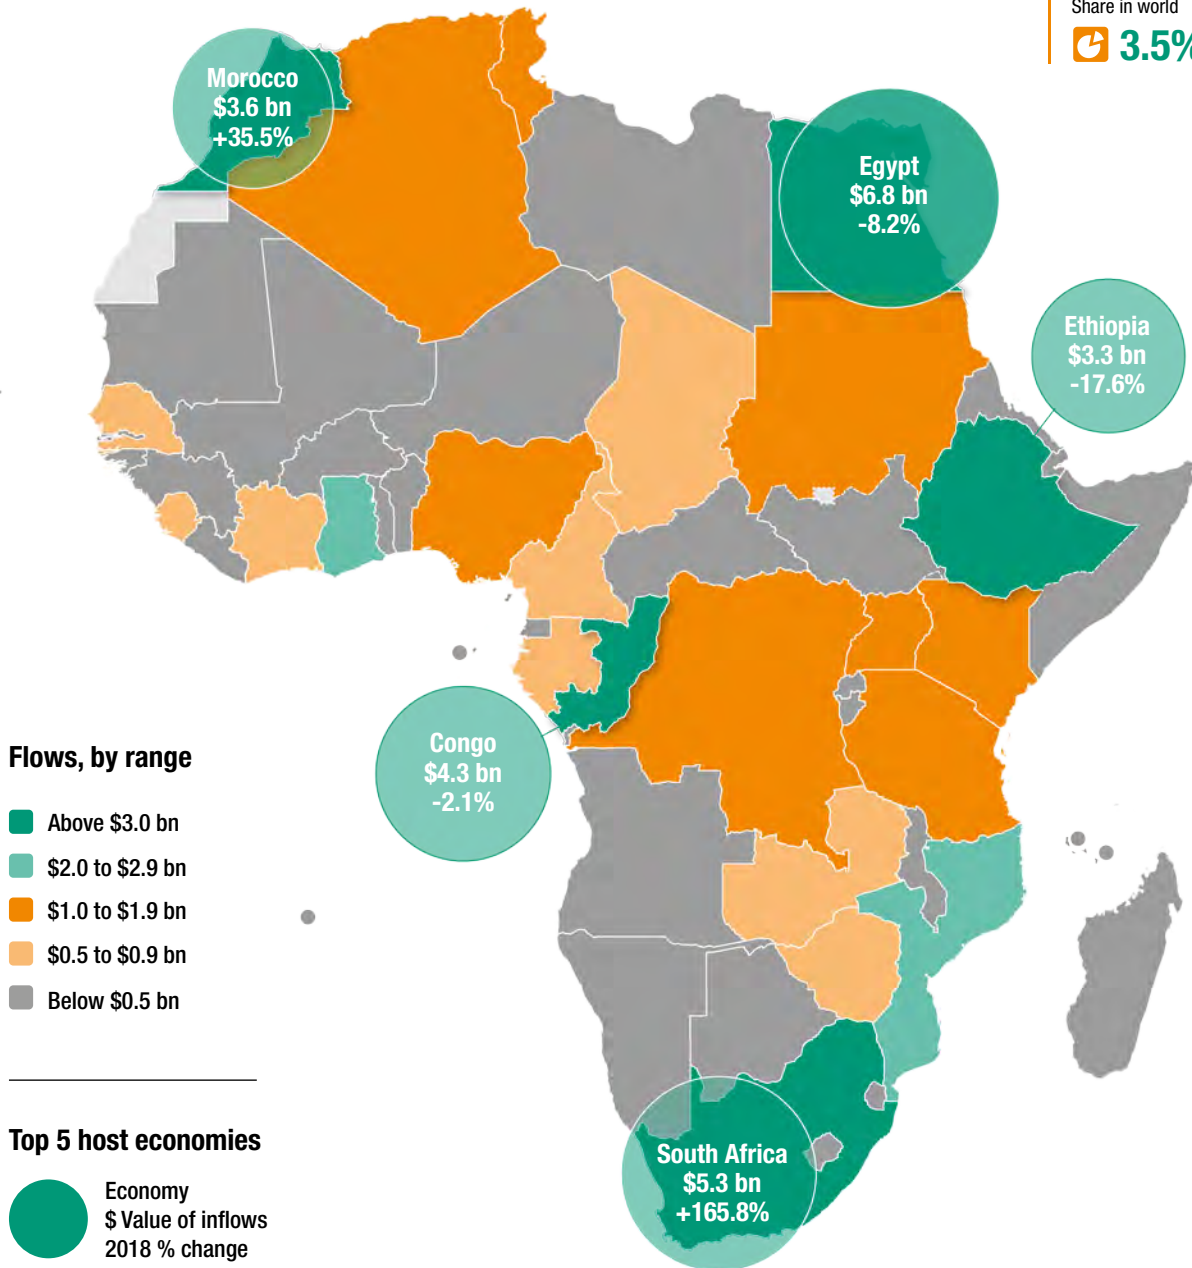 Share in world
3.5%
Morocco
$3.6 bn
+35.5%
Egypt
$6.8 bn
-8.2%
Ethiopia
$3.3 bn
-17.6%
Congo
$4.3 bn
-2.1%
Flows, by range
Above $3.0 bn
$2.0 to $2.9 bn
$1.0 to $1.9 bn
$0.5 to $0.9 bn
Below $0.5 bn
Top 5 host economies
Economy
$ Value of inflows
2018 % change
South Africa
$5.3 bn
+165.8%